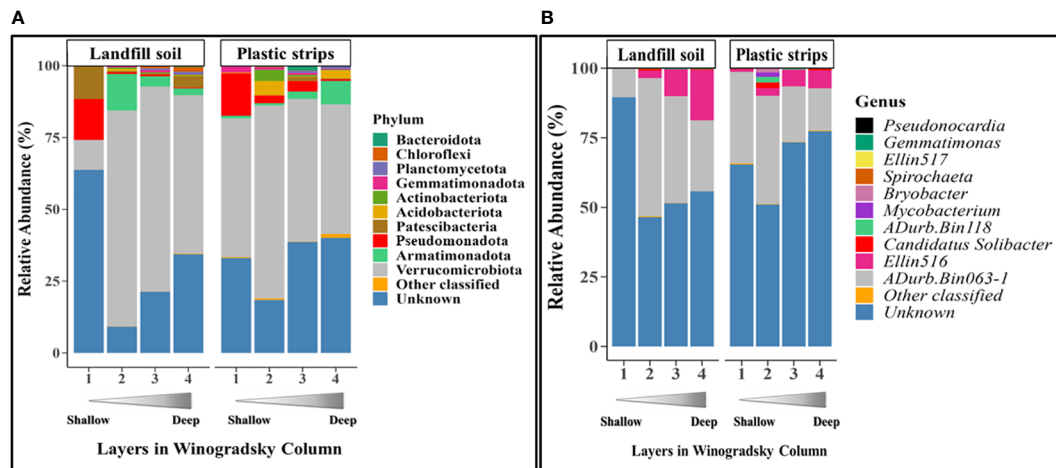 A
Landfill soil
Plastic strips
Relative Abundance (%)
100
75
50
25
0
1 2 3 4
1 2 3 4
Shallow
Deep
Shallow
Deep
Layers in Winogradsky Column
Phylum
Bacteroidota
Chloroflexi
Planctomycetota
Gemmatimonadota
Actinobacteriota
Acidobacteriota
Patescibacteria
Pseudomonadota
Armatimonadota
Verrucomicrobiota
Other classified
Unknown
B
Landfill soil
Plastic strips
Relative Abundance (%)
100
75
50
25
0
1 2 3 4
1 2 3 4
Shallow
Deep
Shallow
Deep
Layers in Winogradsky Column
Genus
Pseudonocardia
Gemmatimonas
Ellin517
Spirochaeta
Bryobacter
Mycobacterium
ADurb.Bin118
Candidatus Solibacter
Ellin516
ADurb.Bin063-1
Other classified
Unknown